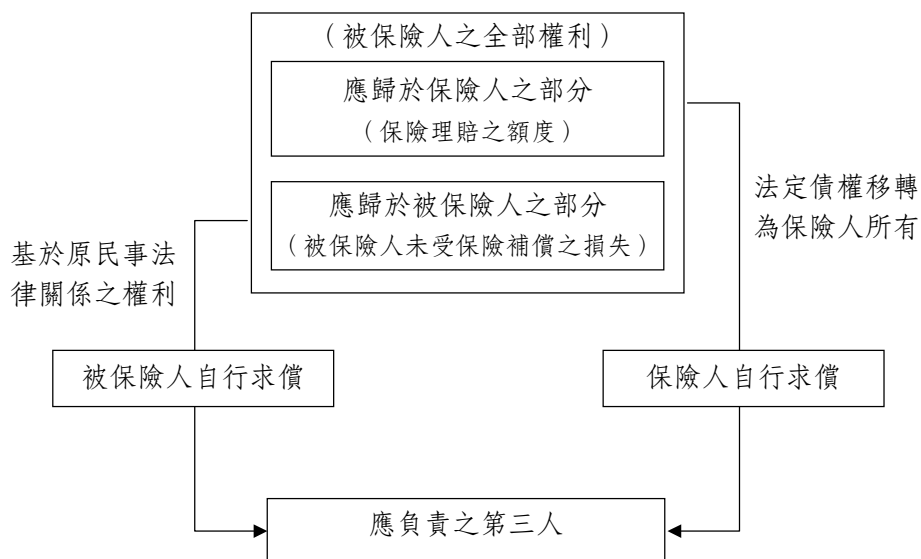 （被保險人之全部權利）
應歸於保險人之部分
（保險理賠之額度）
應歸於被保險人之部分
（被保險人未受保險補償之損失）
法定債權移轉
為保險人所有
基於原民事法
律關係之權利
被保險人自行求償
保險人自行求償
應負責之第三人